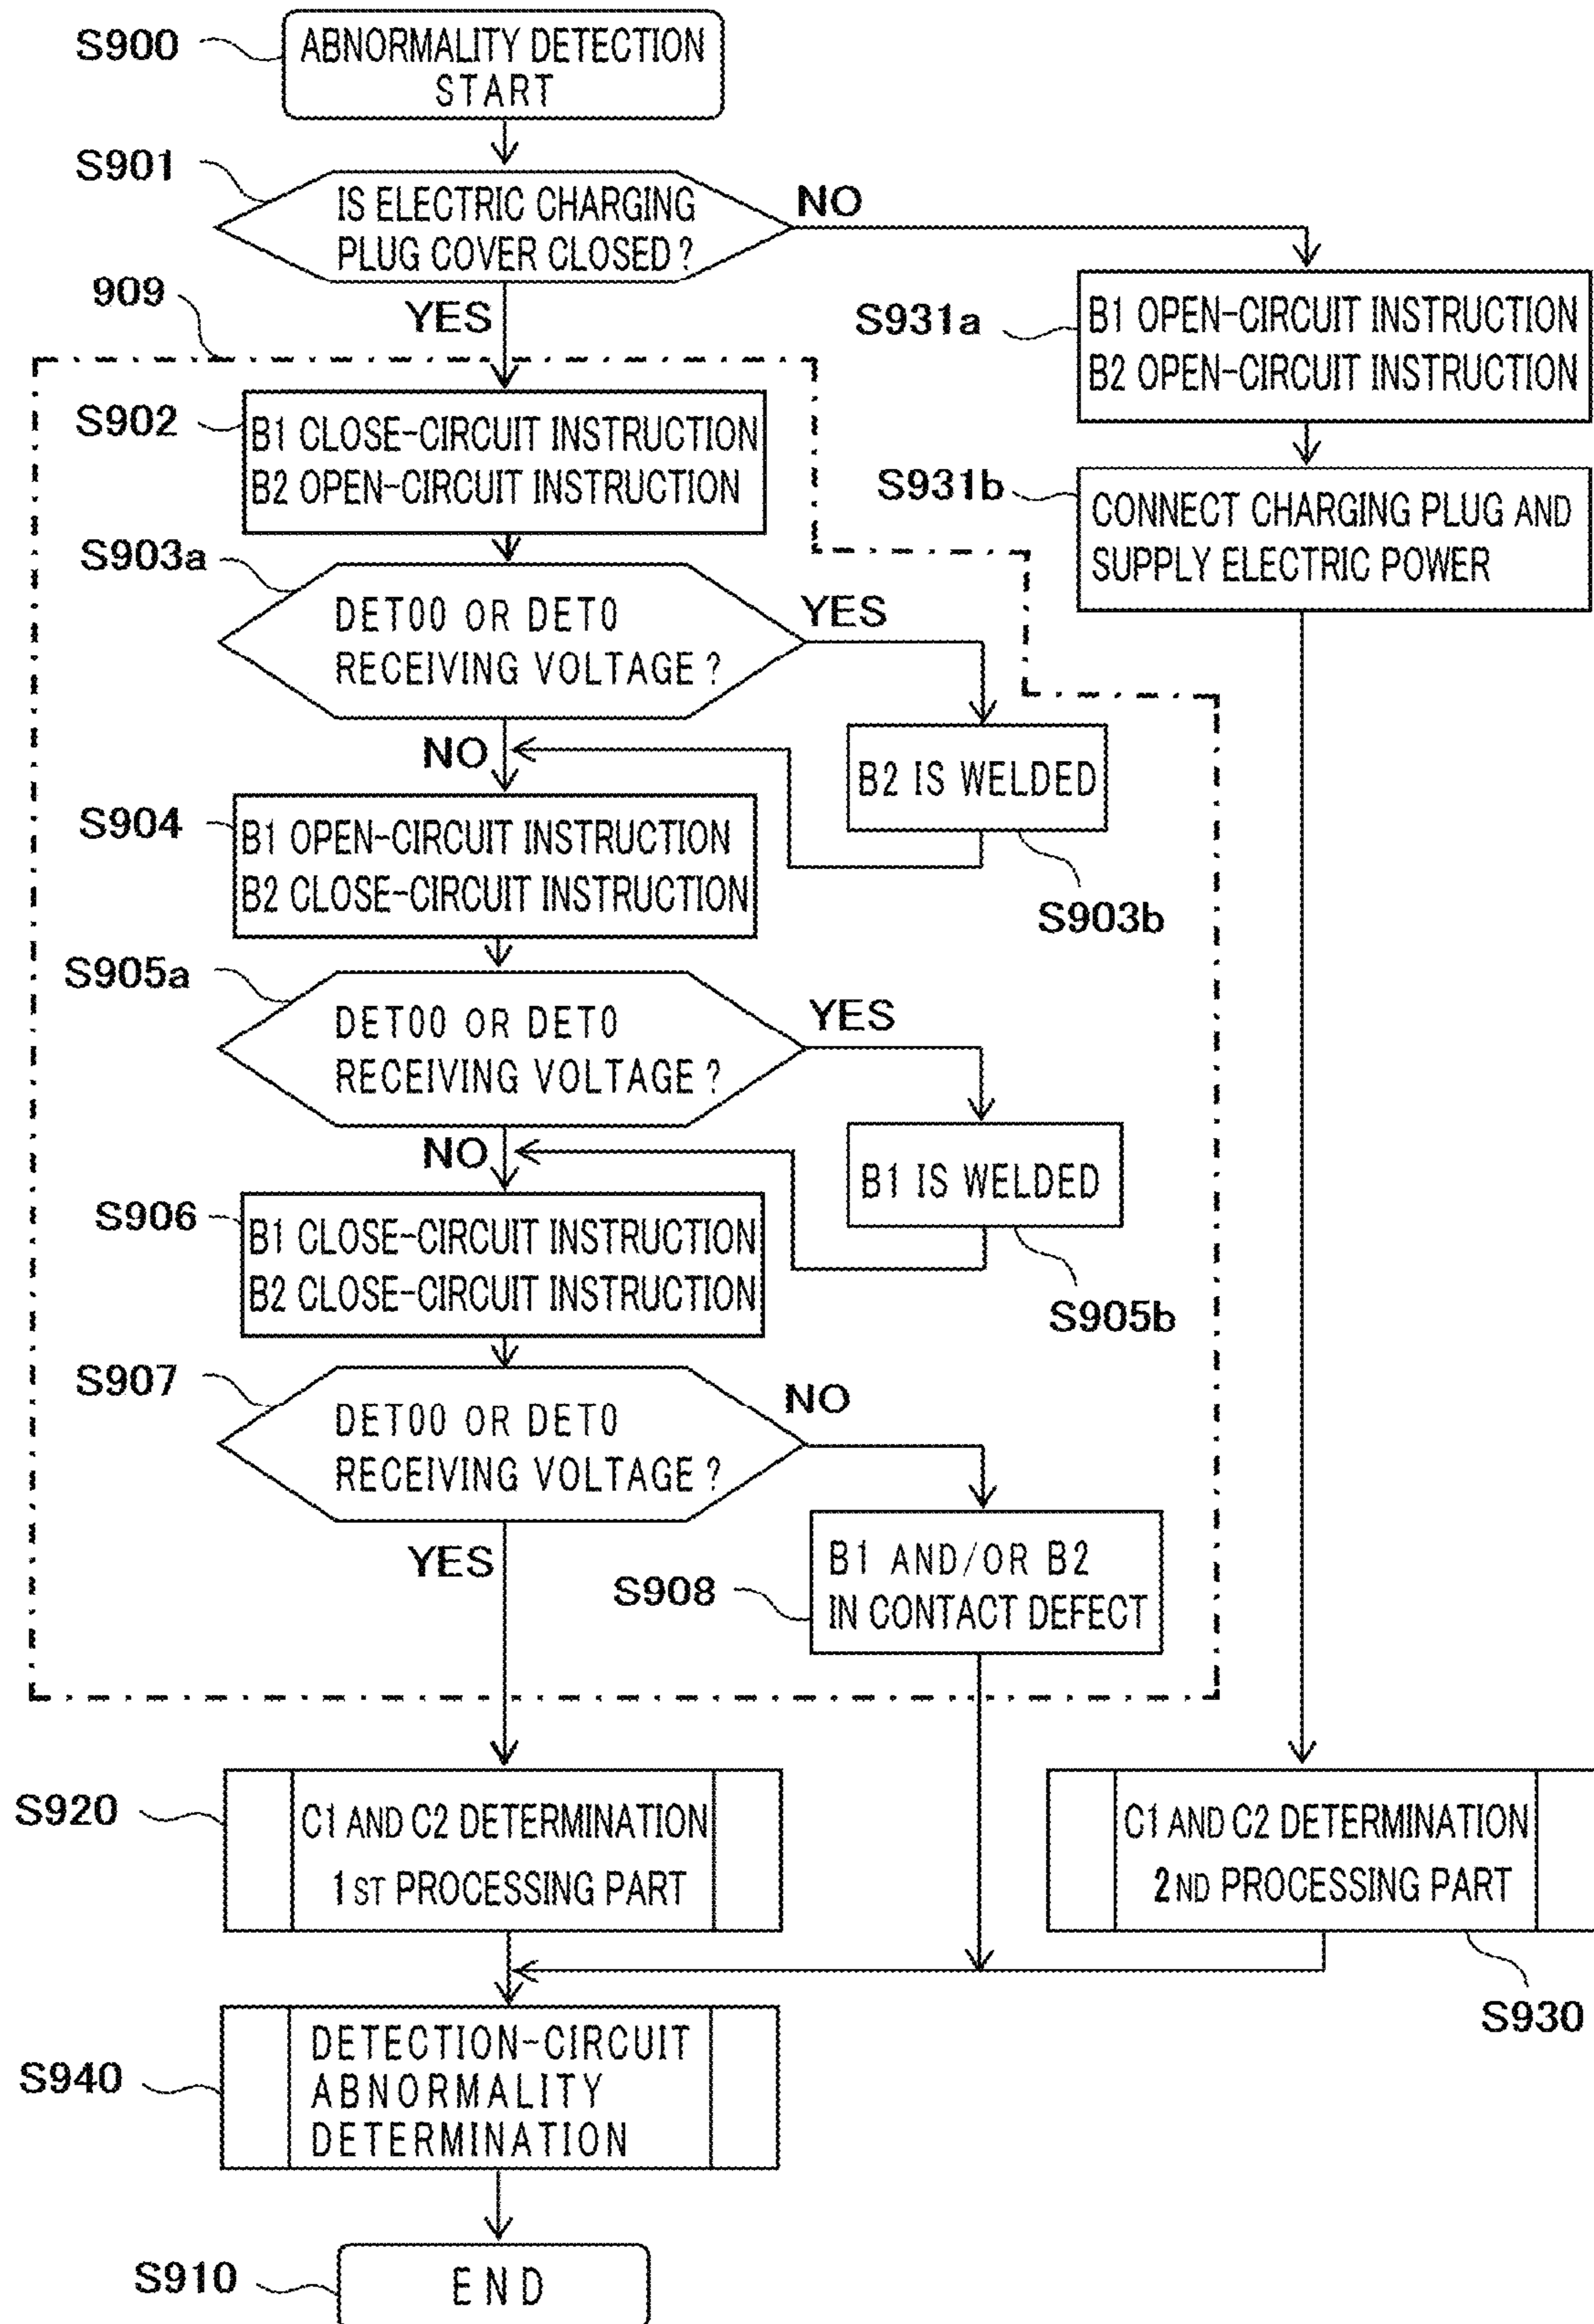 S900
ABNORMALITY DETECTION
START
S901
IS ELECTRIC CHARGING
PLUG COVER CLOSED?
NO
YES
909
S931a
B1 OPEN-CIRCUIT INSTRUCTION
B2 OPEN-CIRCUIT INSTRUCTION
S902
B1 CLOSE-CIRCUIT INSTRUCTION
B2 OPEN-CIRCUIT INSTRUCTION
S931b
CONNECT CHARGING PLUG AND
SUPPLY ELECTRIC POWER
S903a
DET00 OR DET0
RECEIVING VOLTAGE?
YES
NO
B2 IS WELDED
S903b
S904
B1 OPEN-CIRCUIT INSTRUCTION
B2 CLOSE-CIRCUIT INSTRUCTION
S905a
DET00 OR DET0
RECEIVING VOLTAGE?
YES
NO
B1 IS WELDED
S905b
S906
B1 CLOSE-CIRCUIT INSTRUCTION
B2 CLOSE-CIRCUIT INSTRUCTION
S907
DET00 OR DET0
RECEIVING VOLTAGE?
NO
YES
S908
B1 AND/OR B2
IN CONTACT DEFECT
S920
C1 AND C2 DETERMINATION
1ST PROCESSING PART
C1 AND C2 DETERMINATION
2ND PROCESSING PART
S930
S940
DETECTION-CIRCUIT
ABNORMALITY
DETERMINATION
S910
END